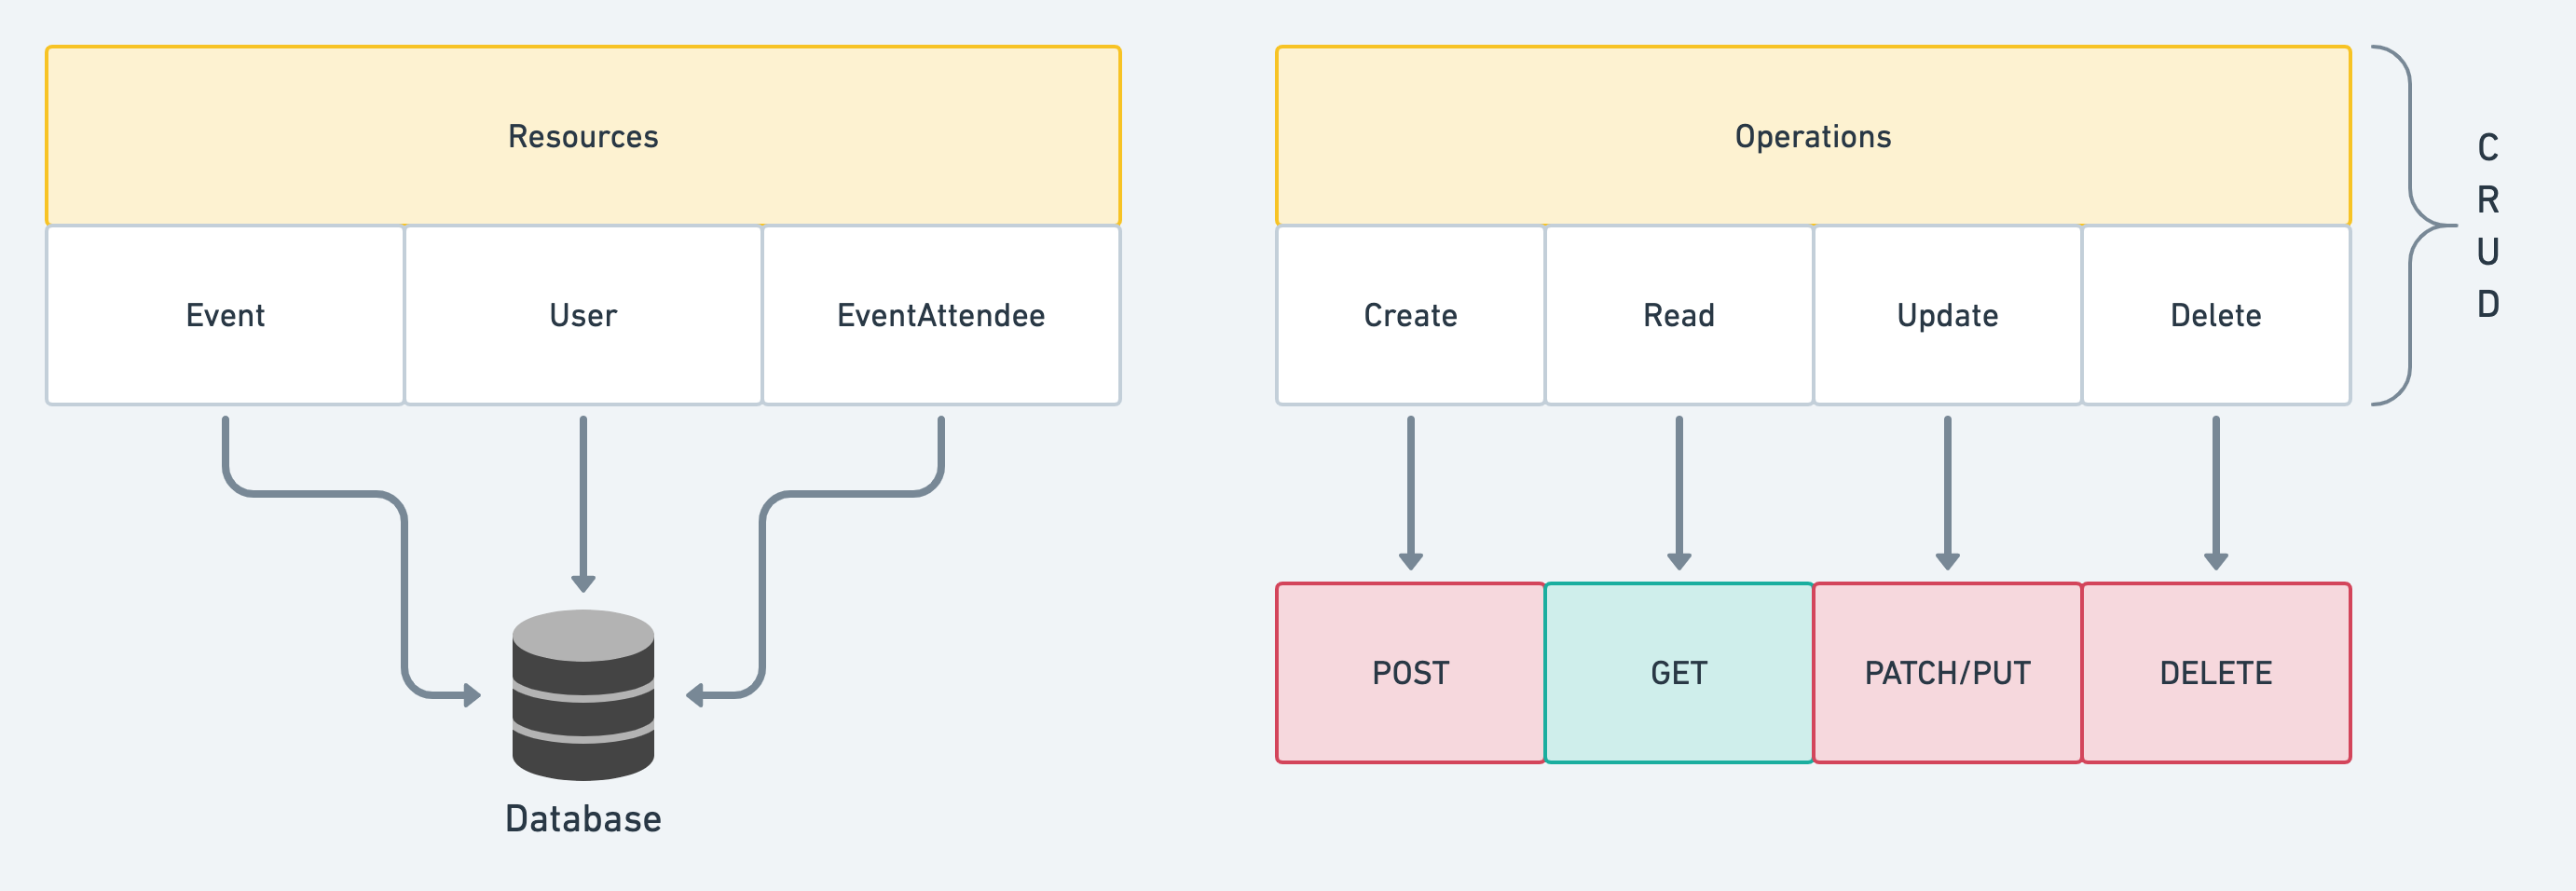 Resources
Event
User
EventAttendee
Database
Operations
Create
Read
Update
Delete
C
R
U
D
POST
GET
PATCH/PUT
DELETE